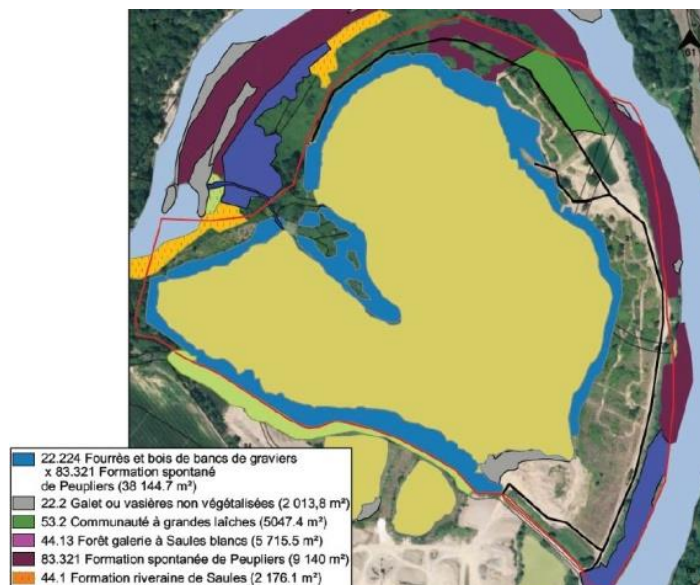 22.224 Fourrés et bois de bancs de graviers
x 83.321 Formation spontané
de Peupliers (38 144.7 m²)
22.2 Galet ou vasières non végétalisées (2 013,8 m²)
53.2 Communauté à grandes laîches (5047.4 m²)
44.13 Forêt galerie à Saules blancs (5 715.5 m²)
83.321 Formation spontanée de Peupliers (9 140 m²)
44.1 Formation riveraine de Saules (2 176.1 m²)